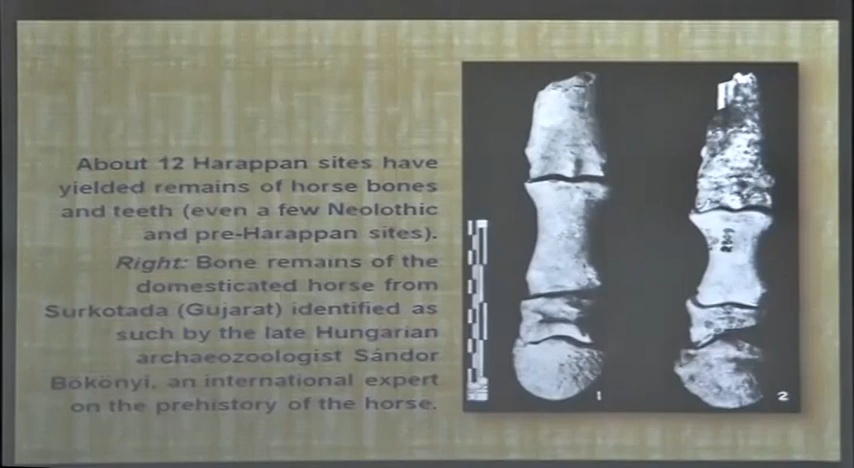 About 12 Harappan sites have
yielded remains of horse bones
and teeth (even a few Neolothic
and pre-Harappan sites).
Right: Bone remains of the
domesticated horse from
Surkotada (Gujarat) identified as
such by the late Hungarian
archaeozoologist Sándor
Bökönyi, an international expert
on the prehistory of the horse.
1
2